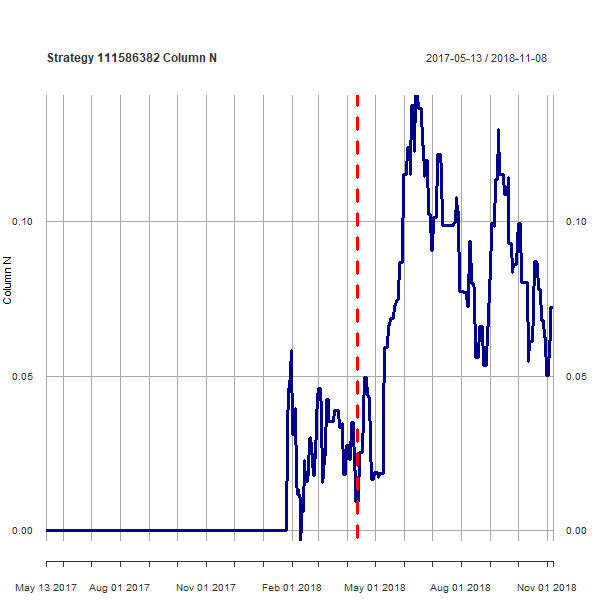 Strategy 111586382 Column N
2017-05-13 / 2018-11-08
Column N
0.10
0.10
0.05
0.05
0.00
0.00
May 13 2017
Aug 01 2017
Nov 01 2017
Feb 01 2018
May 01 2018
Aug 01 2018
Nov 01 2018